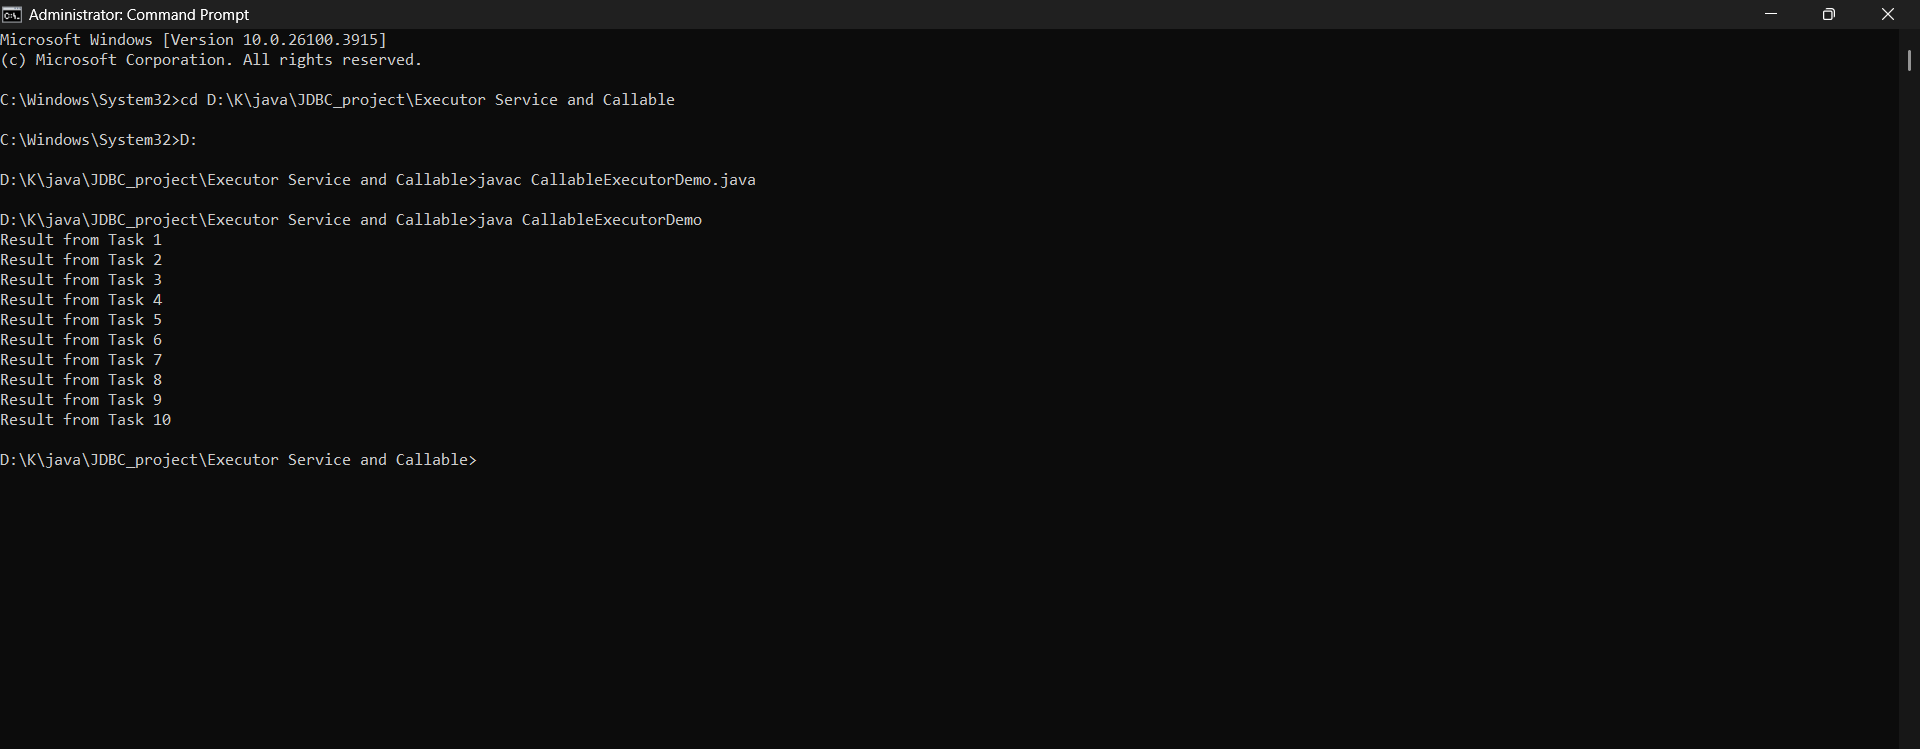 Administrator: Command Prompt
Microsoft Windows [Version 10.0.26100.3915]
(c) Microsoft Corporation. All rights reserved.
C:\Windows\System32>cd D:\K\java\JDBC_project\Executor Service and Callable
C:\Windows\System32>D:
D:\K\java\JDBC_project\Executor Service and Callable>javac CallableExecutorDemo.java
D:\K\java\JDBC_project\Executor Service and Callable>java CallableExecutorDemo
Result from Task 1
Result from Task 2
Result from Task 3
Result from Task 4
Result from Task 5
Result from Task 6
Result from Task 7
Result from Task 8
Result from Task 9
Result from Task 10
D:\K\java\JDBC_project\Executor Service and Callable>